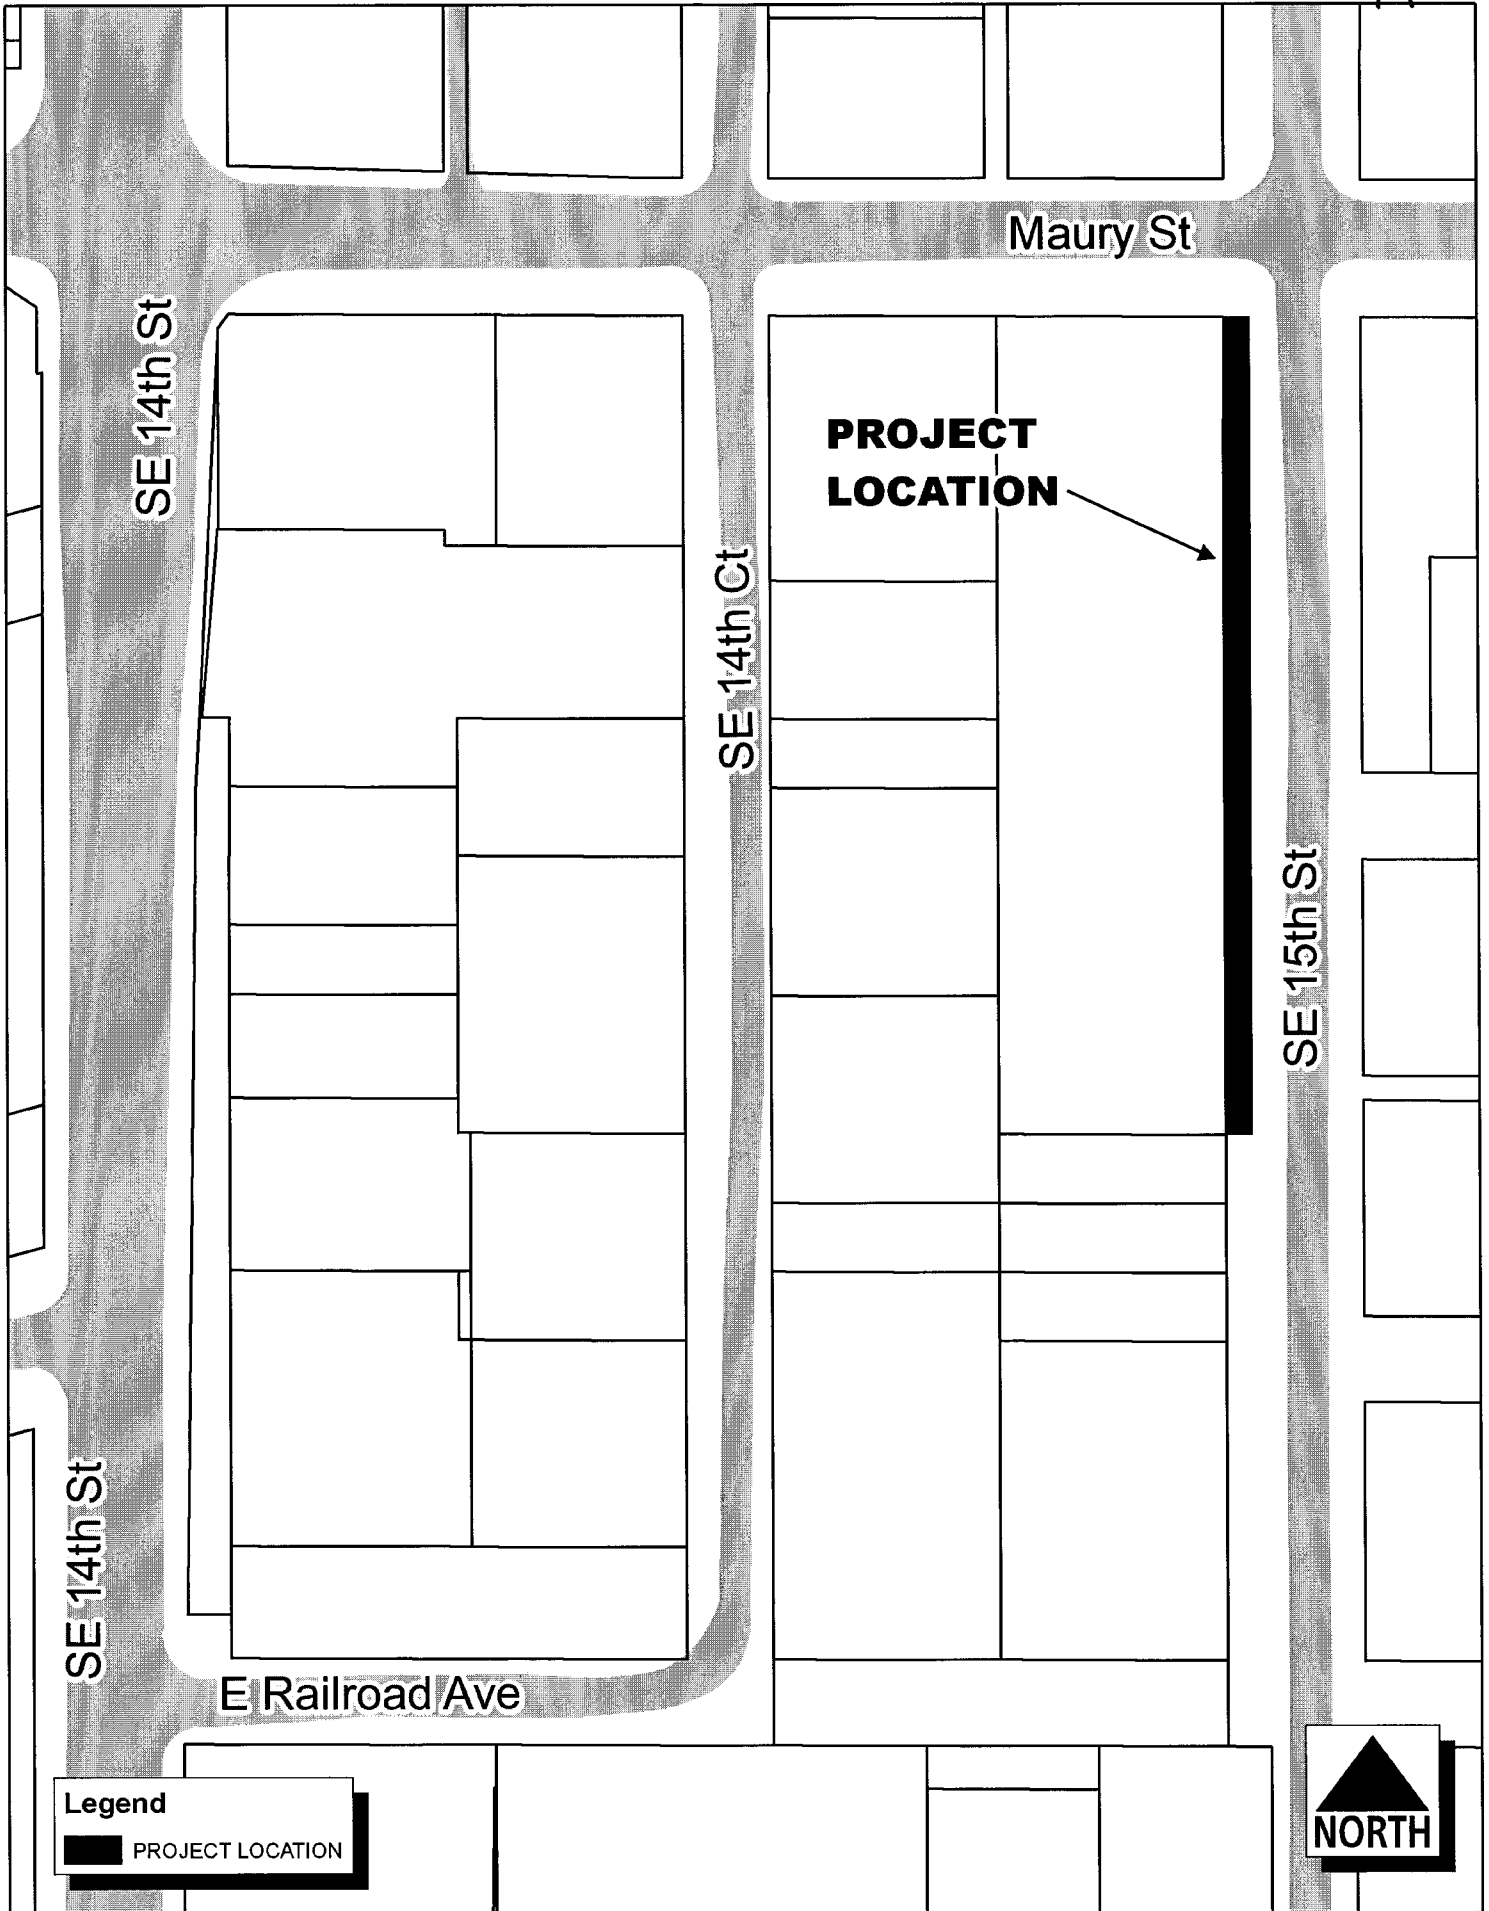 Maury St
SE 14th St
PROJECT
LOCATION
SE 14th Ct
SE 15th St
SE 14th St
E Railroad Ave
Legend
PROJECT LOCATION
NORTH